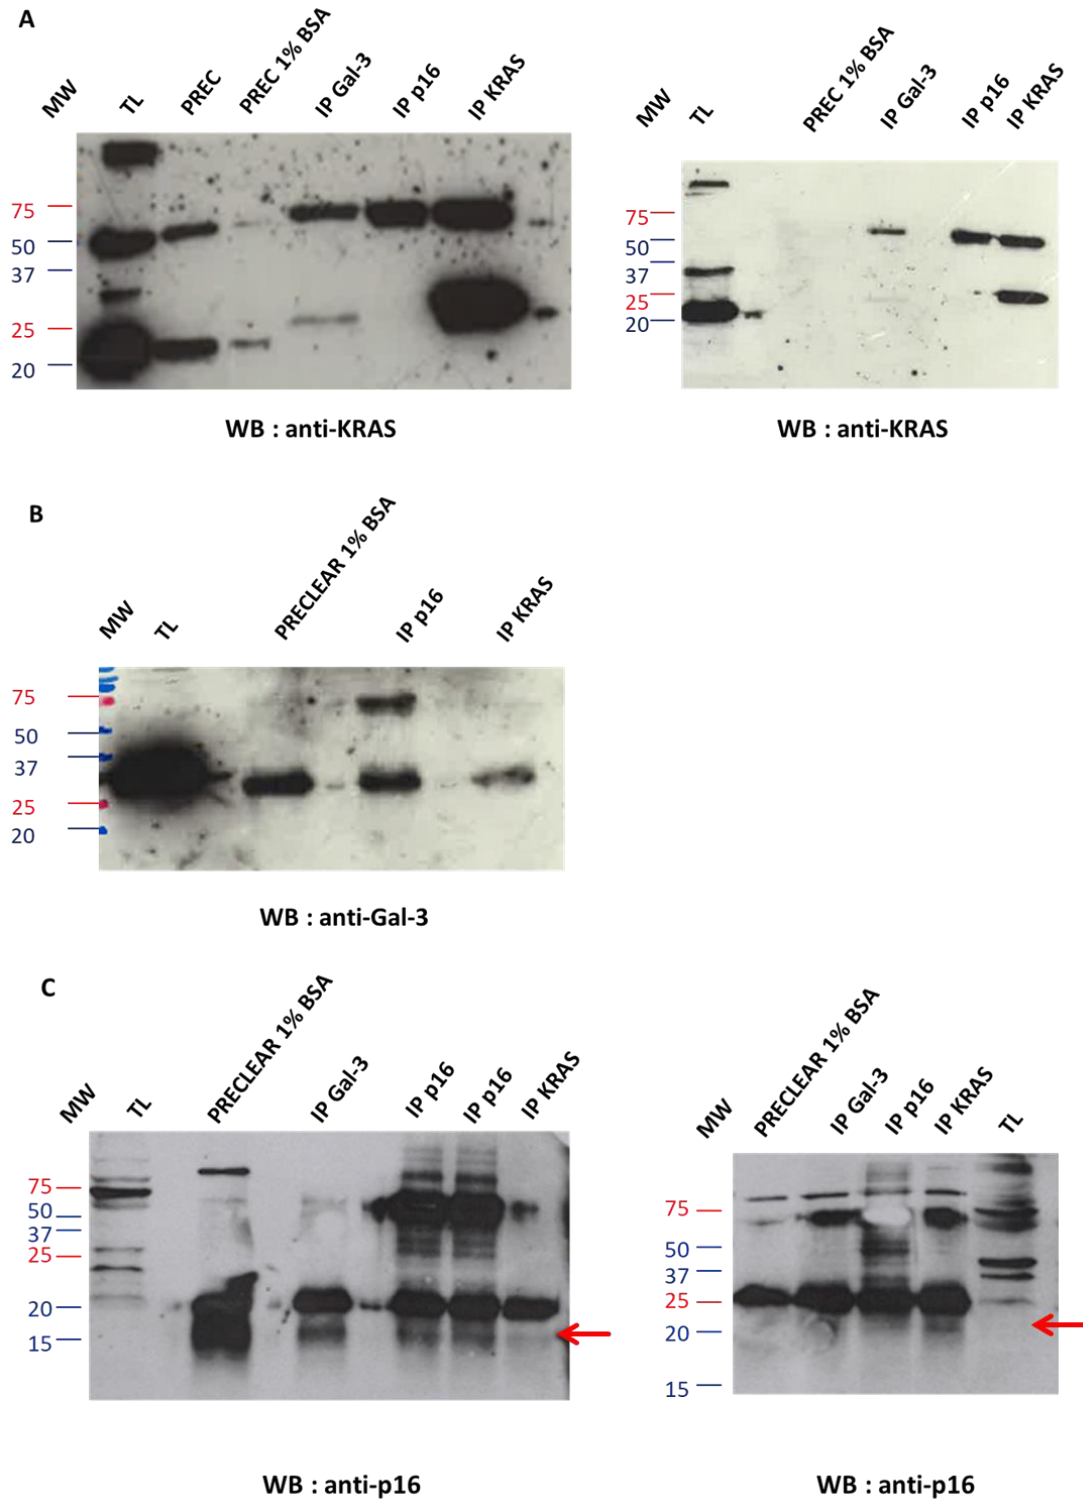 A
MW
TL
PREC
PREC 1% BSA
IP Gal-3
IP p16
IP KRAS
75
50
37
25
20
WB : anti-KRAS
MW
TL
PREC 1% BSA
IP Gal-3
IP p16
IP KRAS
75
50
37
25
20
WB : anti-KRAS
B
MW
TL
PRECLEAR 1% BSA
IP p16
IP KRAS
75
50
37
25
20
WB : anti-Gal-3
C
MW
TL
PRECLEAR 1% BSA
IP Gal-3
IP p16
IP p16
IP KRAS
75
50
37
25
20
15
WB : anti-p16
MW
PRECLEAR 1% BSA
IP Gal-3
IP p16
IP KRAS
TL
75
50
37
25
20
15
WB : anti-p16